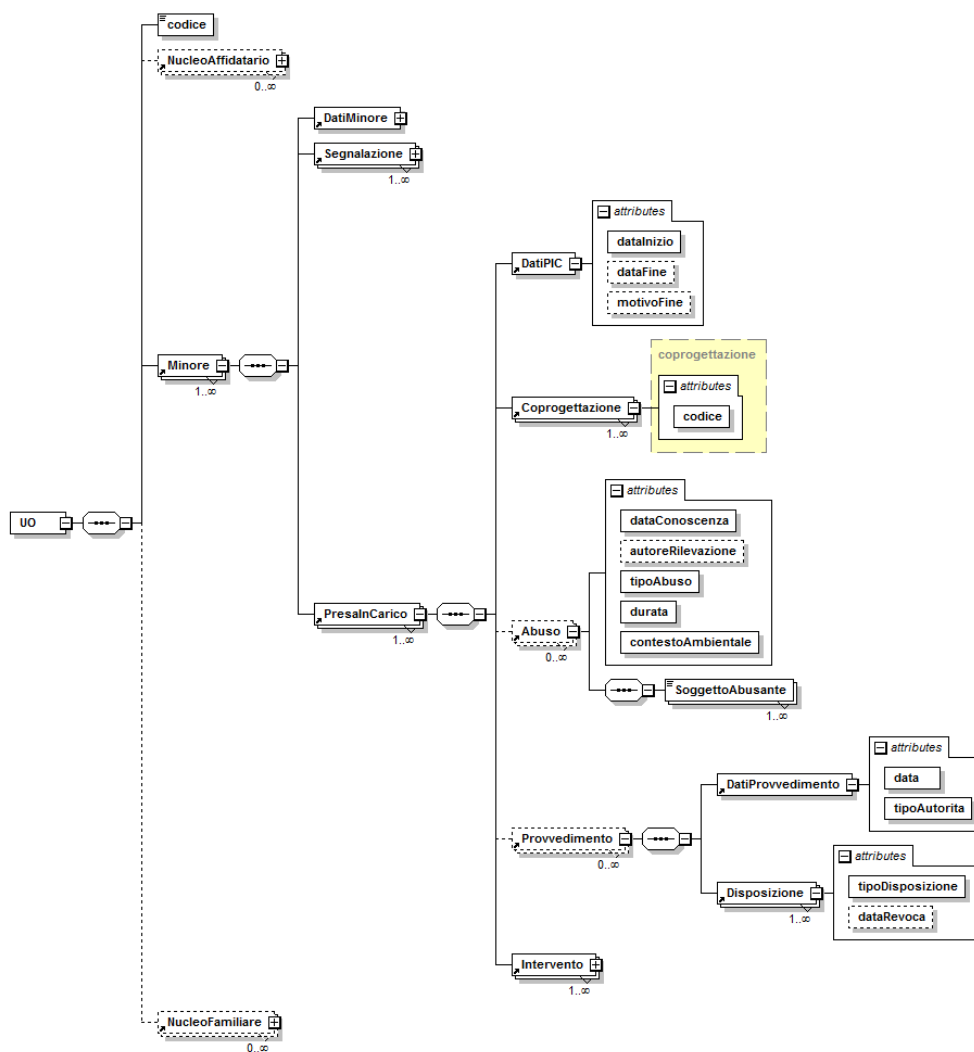 codice
NucleoAffidatario
0..∞
DatiMinore
Segnalazione
1..∞
attributes
dataInizio
DatiPIC
dataFine
motivoFine
coprogettazione
Minore
attributes
1..∞
Coprogettazione
codice
1..∞
attributes
dataConoscenza
UO
autoreRilevazione
tipoAbuso
durata
PresaInCarico
1..∞
Abuso
contestoAmbientale
0..∞
SoggettoAbusante
1..∞
attributes
DatiProvvedimento
data
tipoAutorita
Provvedimento
0..∞
attributes
Disposizione
tipoDisposizione
1..∞
dataRevoca
Intervento
1..∞
NucleoFamiliare
0..∞